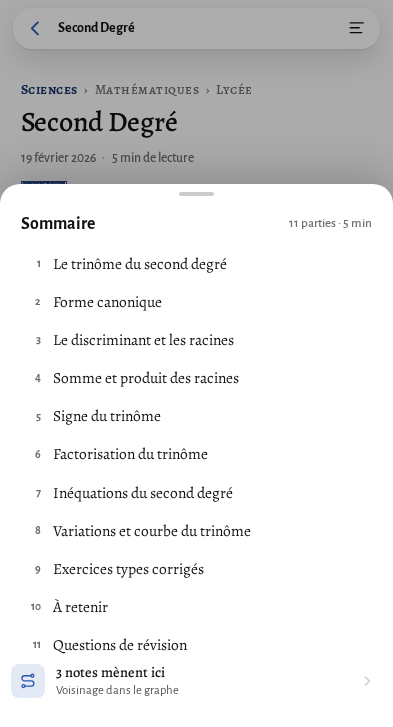 Second Degré
Sciences › Mathématiques › Lycée
Second Degré
19 février 2026 · 5 min de lecture
Sommaire 11 parties · 5 min
1 Le trinôme du second degré
2 Forme canonique
3 Le discriminant et les racines
4 Somme et produit des racines
5 Signe du trinôme
6 Factorisation du trinôme
7 Inéquations du second degré
8 Variations et courbe du trinôme
9 Exercices types corrigés
10 À retenir
11 Questions de révision
3 notes mènent ici
Voisinage dans le graphe